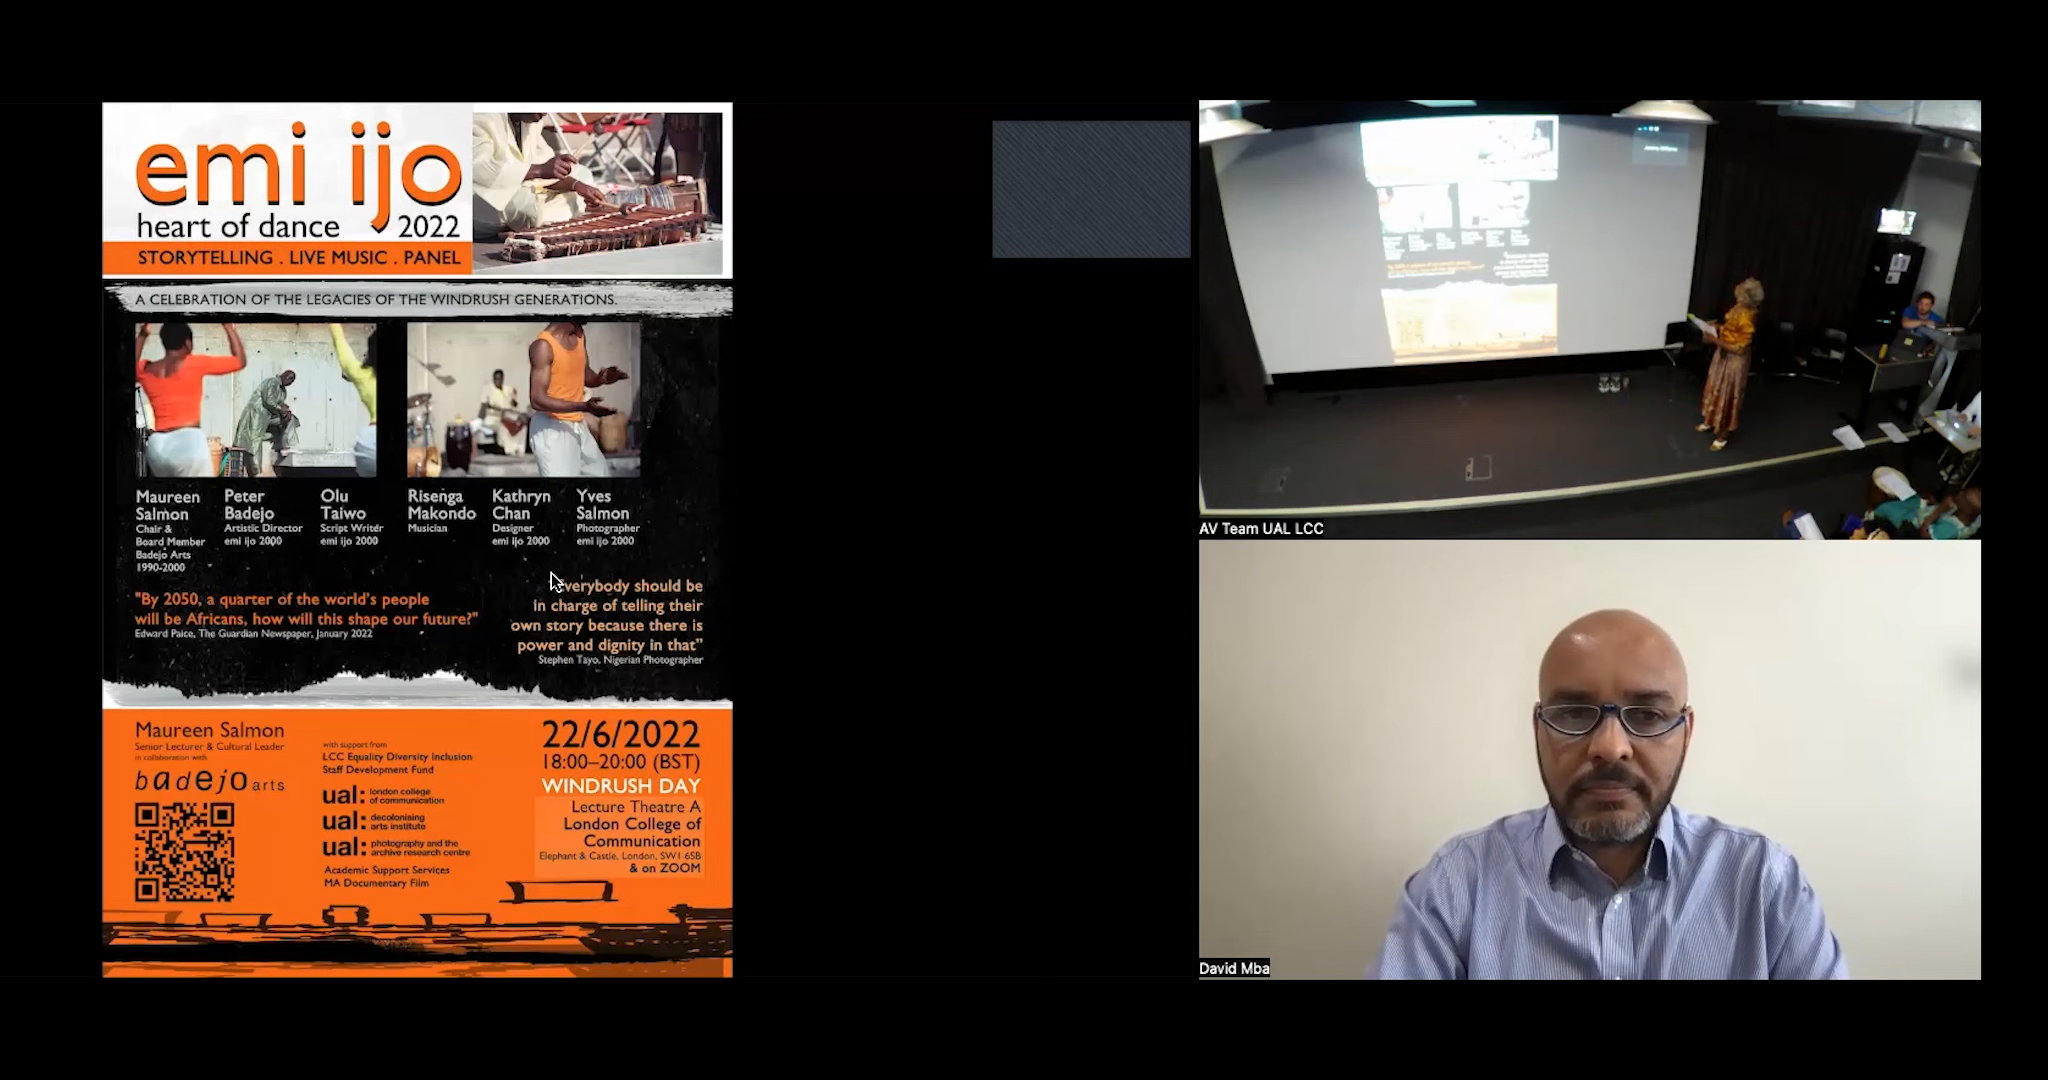 emi ijo
heart of dance 2022
STORYTELLING . LIVE MUSIC . PANEL
A CELEBRATION OF THE LEGACIES OF THE WINDRUSH GENERATIONS.
Maureen
Salmon
Chair &
Board Member
Badejo Arts
1990-2000
Peter
Badejo
Artistic Director
emi ijo 2000
Olu
Taiwo
Script Writer
emi ijo 2000
Risenga
Makondo
Musician
Kathryn
Chan
Designer
emi ijo 2000
Yves
Salmon
Photographer
emi ijo 2000
"By 2050, a quarter of the world's people
will be Africans, how will this shape our future?"
Edward Paice, The Guardian Newspaper, January 2022
verybody should be
in charge of telling their
own story because there is
power and dignity in that”
Stephen Tayo, Nigerian Photographer
Maureen Salmon
Senior Lecturer & Cultural Leader
in collaboration with
badejo arts
with support from
LCC Equality Diversity Inclusion
Staff Development Fund
ual: london college
of communication
ual: decolonising
arts institute
ual: photography and the
archive research centre
Academic Support Services
MA Documentary Film
22/6/2022
18:00–20:00 (BST)
WINDRUSH DAY
Lecture Theatre A
London College of
Communication
Elephant & Castle, London, SW1 6SB
& on ZOOM
AV Team UAL LCC
David Mba